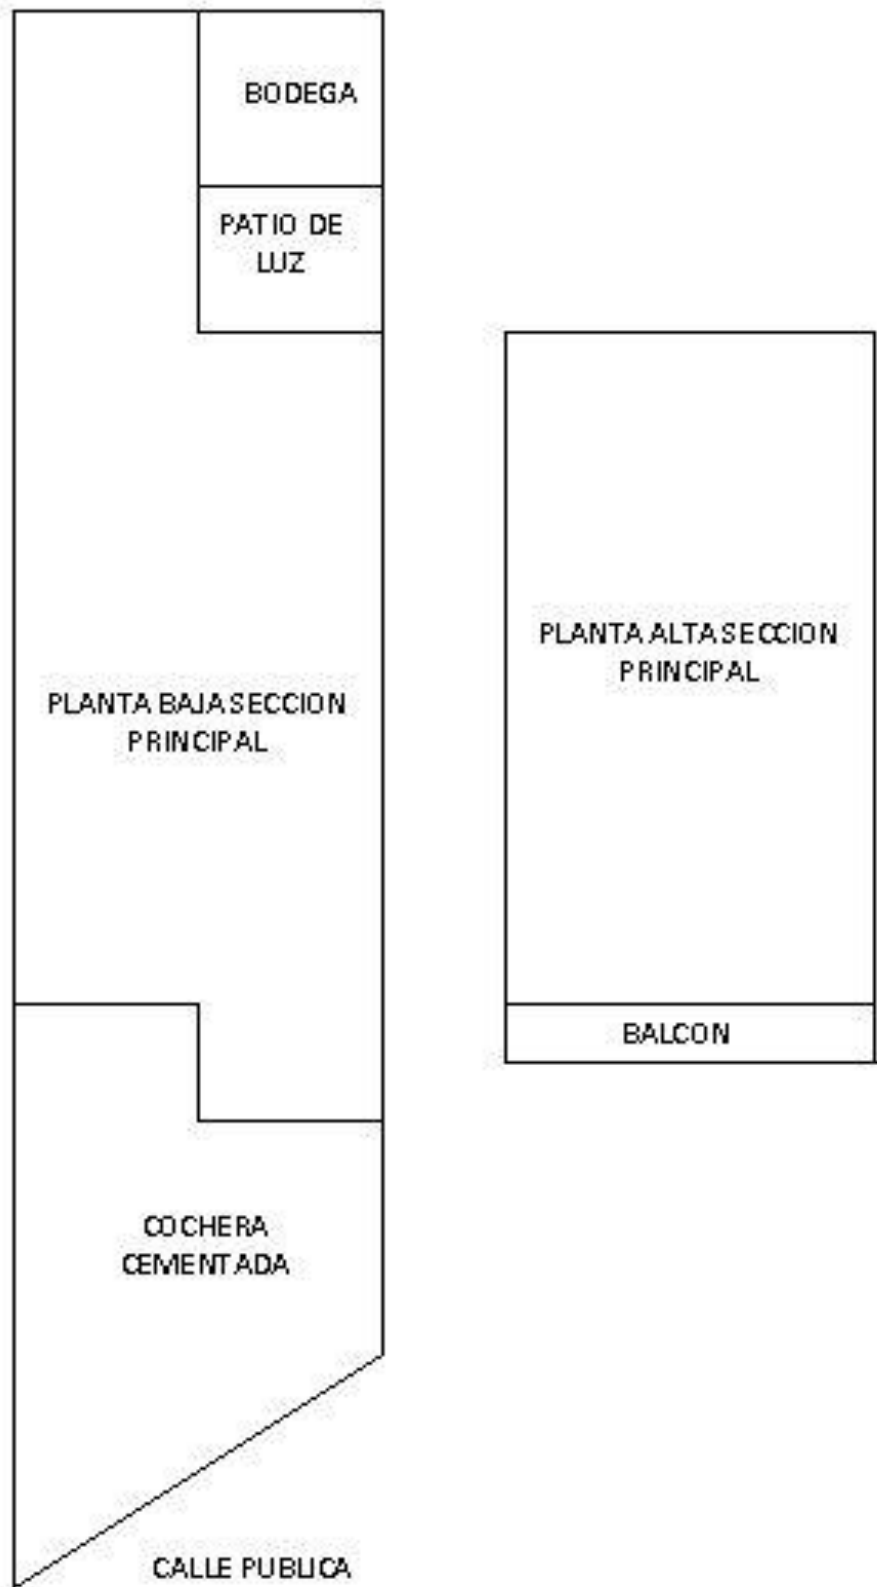 BODEGA
PATIO DE
LUZ
PLANTA ALTA SECCION
PRINCIPAL
PLANTA BAJA SECCION
PRINCIPAL
BALCON
COCHERA
CEMENTADA
CALLE PUBLICA